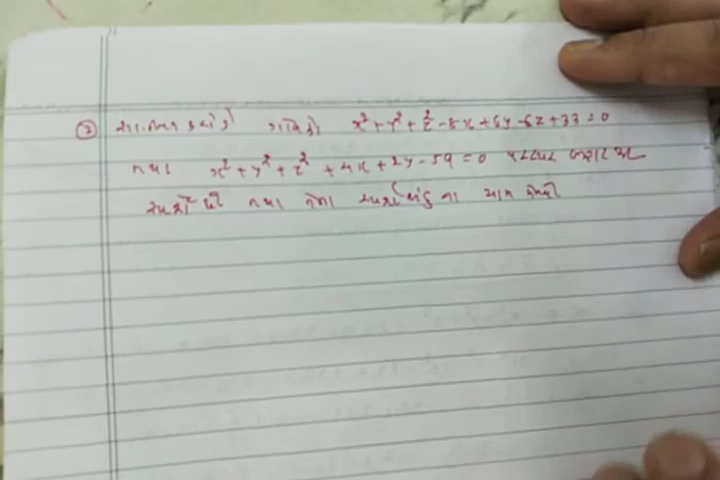 ② સાબિત કરો કે ગોલકો x² + y² + z² - 8x + 6y - 6z + 33 = 0
તથા x² + y² + z² + 4x + 2y - 59 = 0 પરસ્પર બહારથી
સ્પર્શે છે તથા તેના સ્પર્શબિંદુ ના યામ મેળવો